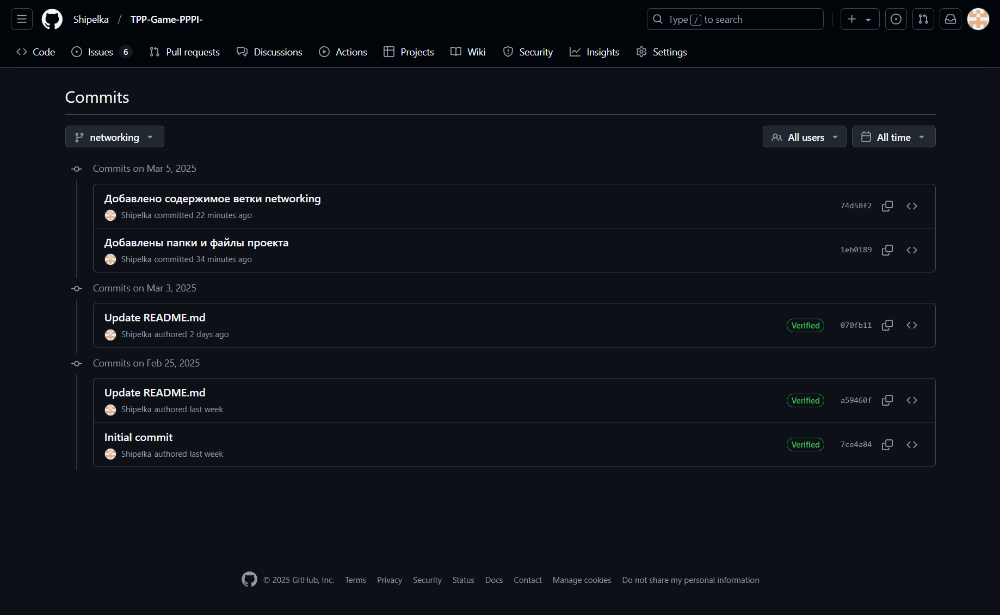 Shipelka / TPP-Game-PPPI-
Type / to search
Code
Issues 6
Pull requests
Discussions
Actions
Projects
Wiki
Security
Insights
Settings
Commits
networking
All users
All time
Commits on Mar 5, 2025
Добавлено содержимое ветки networking
Shipelka committed 22 minutes ago
74d58f2
Добавлены папки и файлы проекта
Shipelka committed 34 minutes ago
1eb0189
Commits on Mar 3, 2025
Update README.md
Shipelka authored 2 days ago
Verified
070fb11
Commits on Feb 25, 2025
Update README.md
Shipelka authored last week
Verified
a59460f
Initial commit
Shipelka authored last week
Verified
7ce4a84
© 2025 GitHub, Inc.
Terms
Privacy
Security
Status
Docs
Contact
Manage cookies
Do not share my personal information